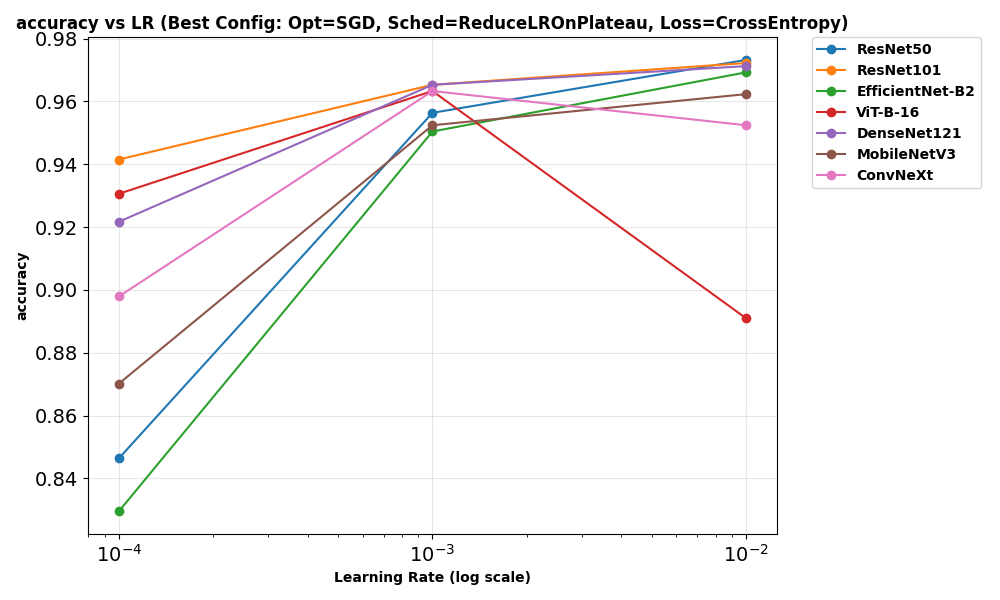 accuracy vs LR (Best Config: Opt=SGD, Sched=ReduceLROnPlateau, Loss=CrossEntropy)
0.98
0.96
0.94
0.92
0.90
0.88
0.86
0.84
accuracy
10⁻⁴
10⁻³
10⁻²
Learning Rate (log scale)
ResNet50
ResNet101
EfficientNet-B2
ViT-B-16
DenseNet121
MobileNetV3
ConvNeXt